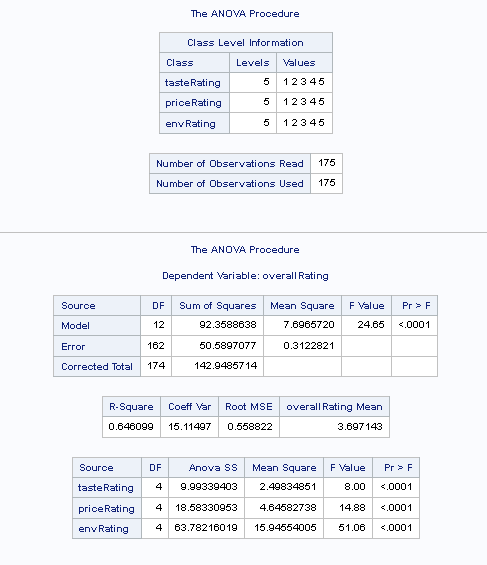 The ANOVA Procedure
Class Level Information
Class Levels Values
tasteRating 5 1 2 3 4 5
priceRating 5 1 2 3 4 5
envRating 5 1 2 3 4 5
Number of Observations Read 175
Number of Observations Used 175
The ANOVA Procedure
Dependent Variable: overallRating
Source DF Sum of Squares Mean Square F Value Pr > F
Model 12 92.3588638 7.6965720 24.65 <.0001
Error 162 50.5897077 0.3122821
Corrected Total 174 142.9485714
R-Square Coeff Var Root MSE overallRating Mean
0.646099 15.11497 0.558822 3.697143
Source DF Anova SS Mean Square F Value Pr > F
tasteRating 4 9.99339403 2.49834851 8.00 <.0001
priceRating 4 18.58330953 4.64582738 14.88 <.0001
envRating 4 63.78216019 15.94554005 51.06 <.0001